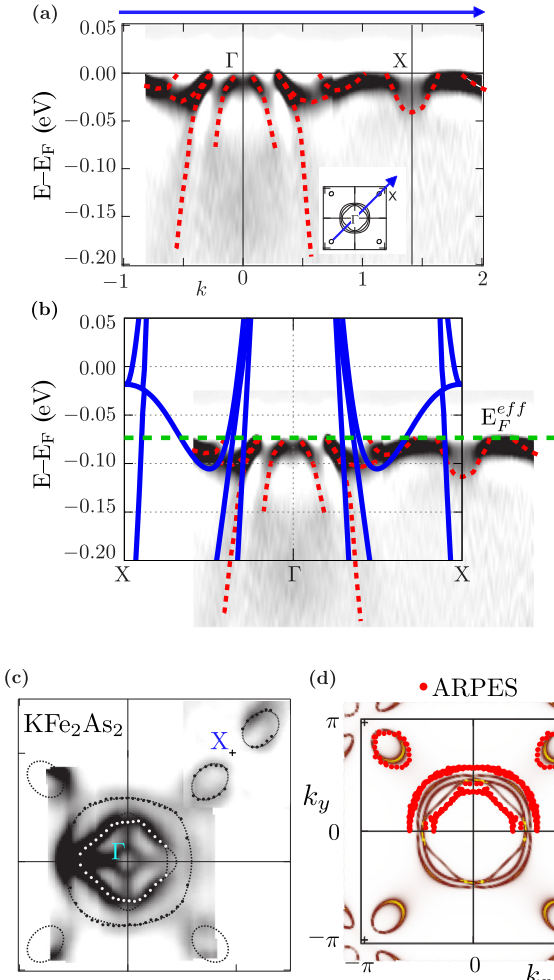 (a)
0.05
Γ
X
0.00
−0.05
E−E_F (eV)
−0.10
X
Γ
−0.15
−0.20
−1
k
0
1
2
(b)
0.05
0.00
E_F^{eff}
−0.05
E−E_F (eV)
−0.10
−0.15
−0.20
X
Γ
X
(c)
(d)
ARPES
KFe₂As₂
π
X
k_y
Γ
0
−π
−π
0